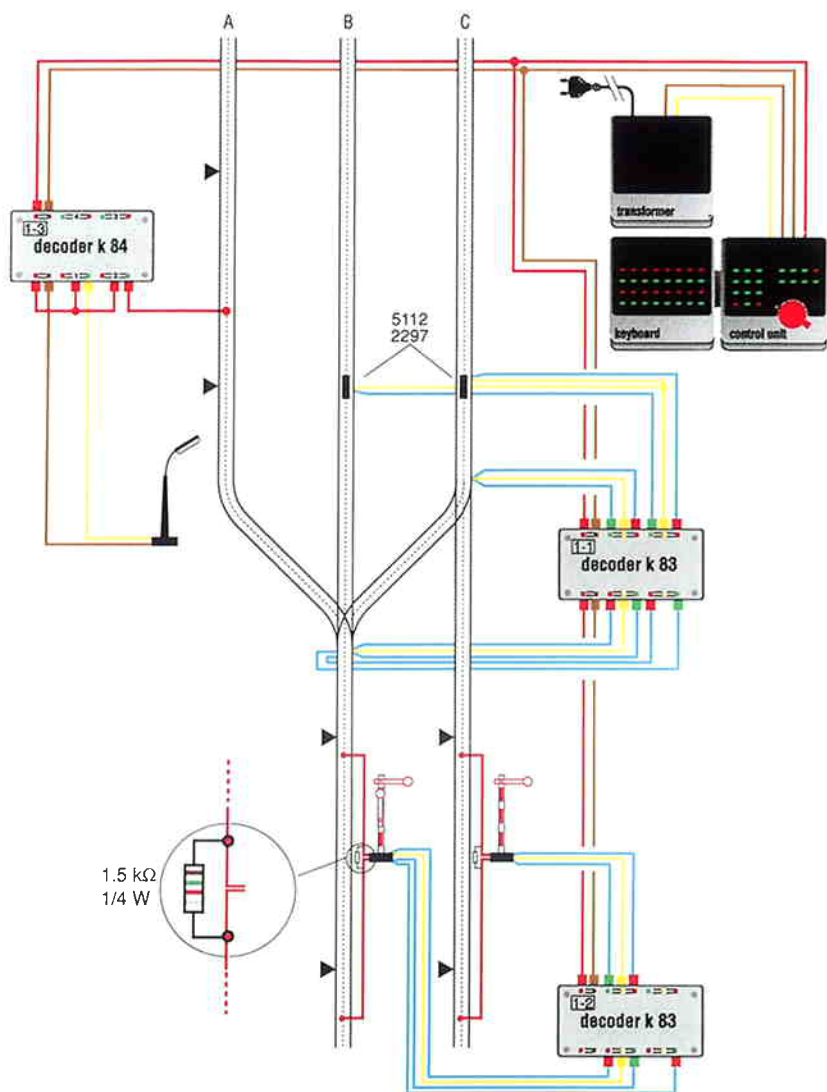 A
B
C
transformer
1-3
decoder k 84
keyboard
control unit
5112
2297
1-1
decoder k 83
1.5 kΩ
1/4 W
1-2
decoder k 83